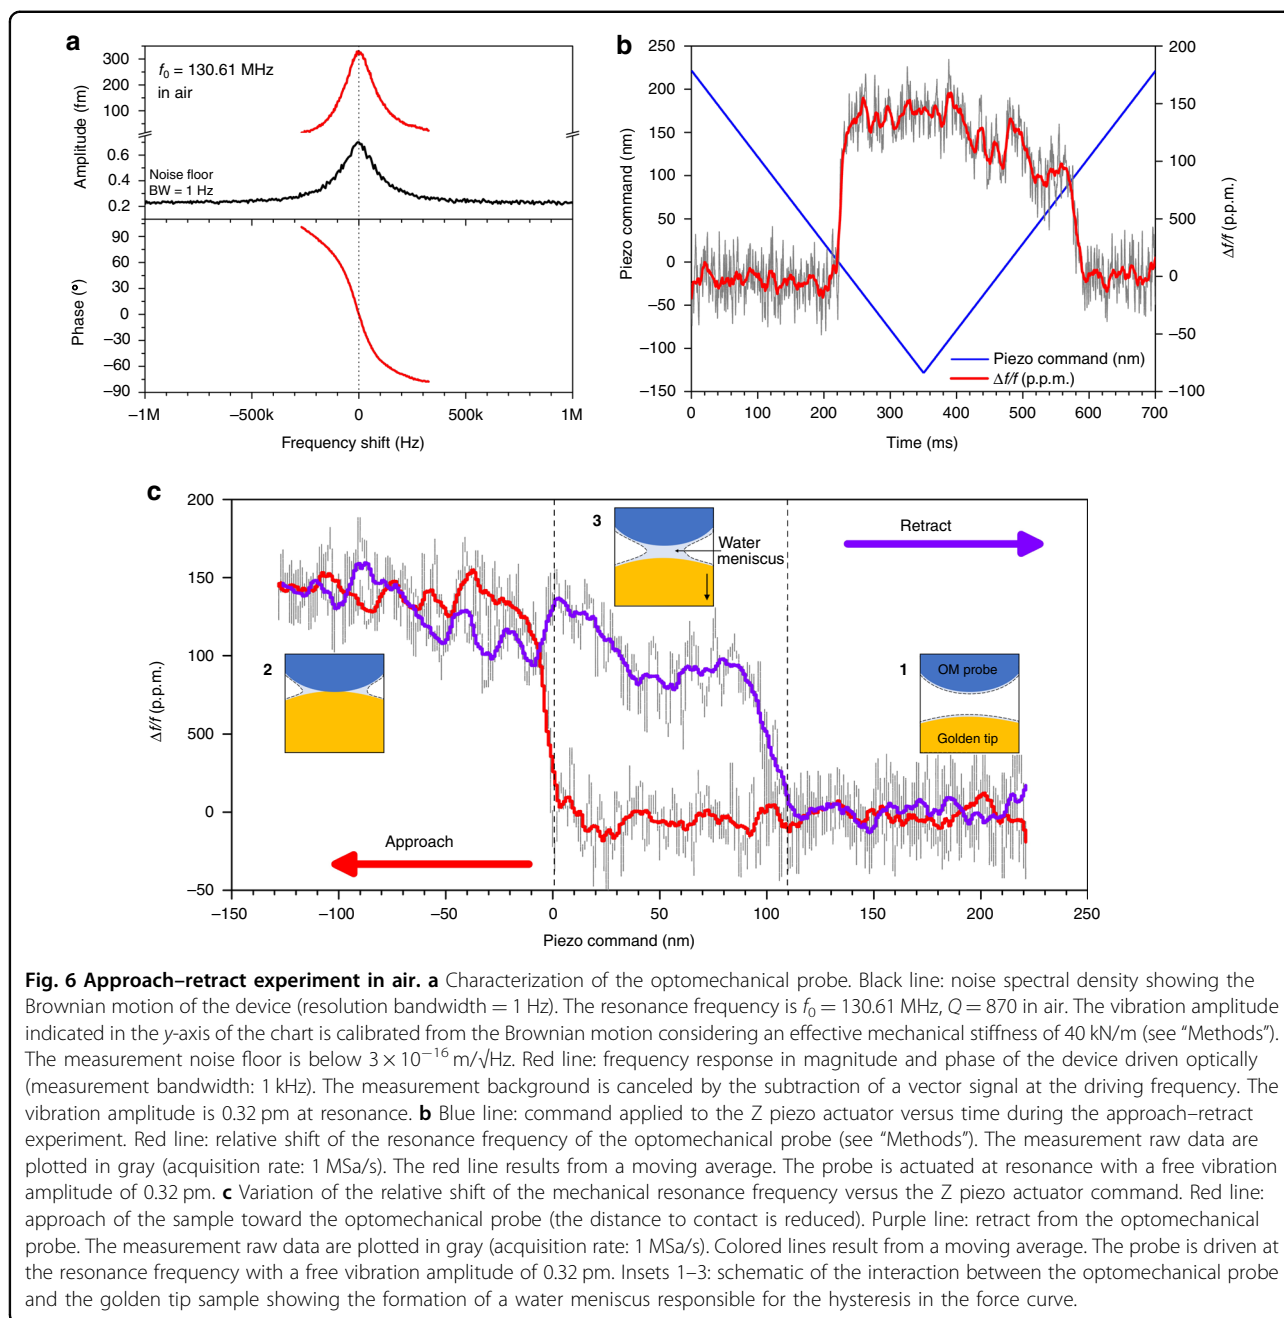 a
f0 = 130.61 MHz
in air
Amplitude (fm)
300
200
100
0.6
0.4
0.2
Noise floor
BW = 1 Hz
Phase (°)
90
60
30
0
−30
−60
−90
−1M
−500k
0
500k
1M
Frequency shift (Hz)
b
Piezo command (nm)
250
200
150
100
50
0
−50
−100
−150
200
150
100
500
0
−50
−100
Δf/f (p.p.m.)
Piezo command (nm)
Δf/f (p.p.m.)
0
100
200
300
400
500
600
700
Time (ms)
c
Δf/f (p.p.m.)
200
150
100
500
0
−50
3
Water
meniscus
Retract
2
1
OM probe
Golden tip
Approach
−150
−100
−50
0
50
100
150
200
250
Piezo command (nm)
Fig. 6 Approach–retract experiment in air. a Characterization of the optomechanical probe. Black line: noise spectral density showing the
Brownian motion of the device (resolution bandwidth = 1 Hz). The resonance frequency is f0 = 130.61 MHz, Q = 870 in air. The vibration amplitude
indicated in the y-axis of the chart is calibrated from the Brownian motion considering an effective mechanical stiffness of 40 kN/m (see “Methods”).
The measurement noise floor is below 3 × 10−16 m/√Hz. Red line: frequency response in magnitude and phase of the device driven optically
(measurement bandwidth: 1 kHz). The measurement background is canceled by the subtraction of a vector signal at the driving frequency. The
vibration amplitude is 0.32 pm at resonance. b Blue line: command applied to the Z piezo actuator versus time during the approach–retract
experiment. Red line: relative shift of the resonance frequency of the optomechanical probe (see “Methods”). The measurement raw data are
plotted in gray (acquisition rate: 1 MSa/s). The red line results from a moving average. The probe is actuated at resonance with a free vibration
amplitude of 0.32 pm. c Variation of the relative shift of the mechanical resonance frequency versus the Z piezo actuator command. Red line:
approach of the sample toward the optomechanical probe (the distance to contact is reduced). Purple line: retract from the optomechanical
probe. The measurement raw data are plotted in gray (acquisition rate: 1 MSa/s). Colored lines result from a moving average. The probe is driven at
the resonance frequency with a free vibration amplitude of 0.32 pm. Insets 1–3: schematic of the interaction between the optomechanical probe
and the golden tip sample showing the formation of a water meniscus responsible for the hysteresis in the force curve.